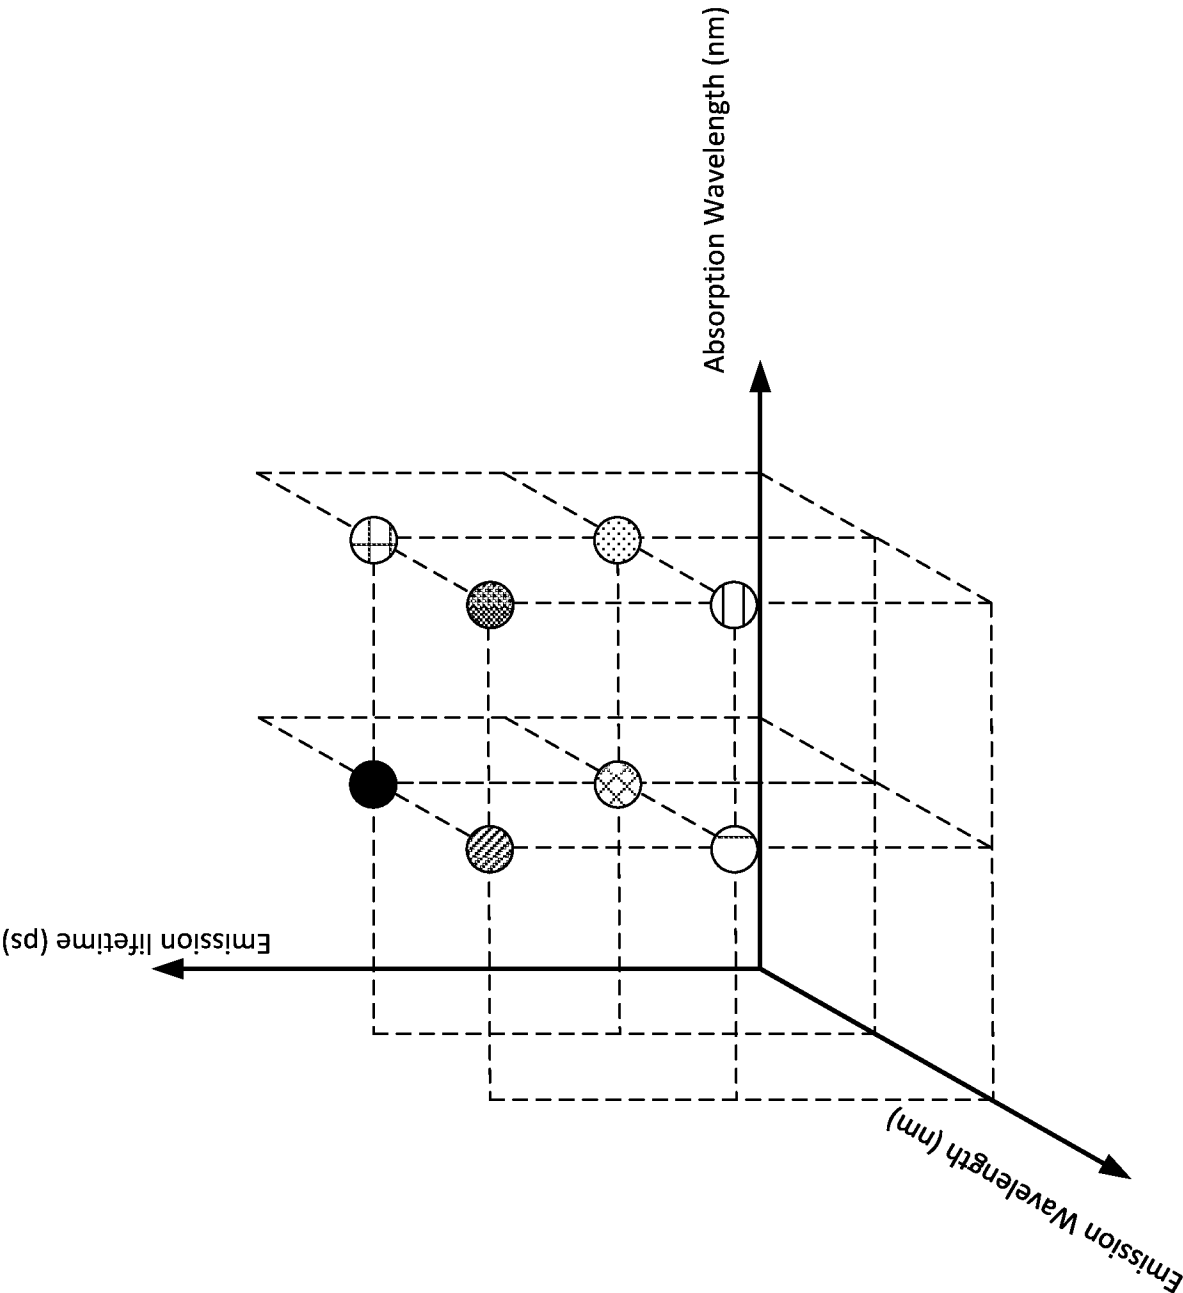 Absorption Wavelength (nm)
Emission lifetime (ps)
Emission Wavelength (nm)